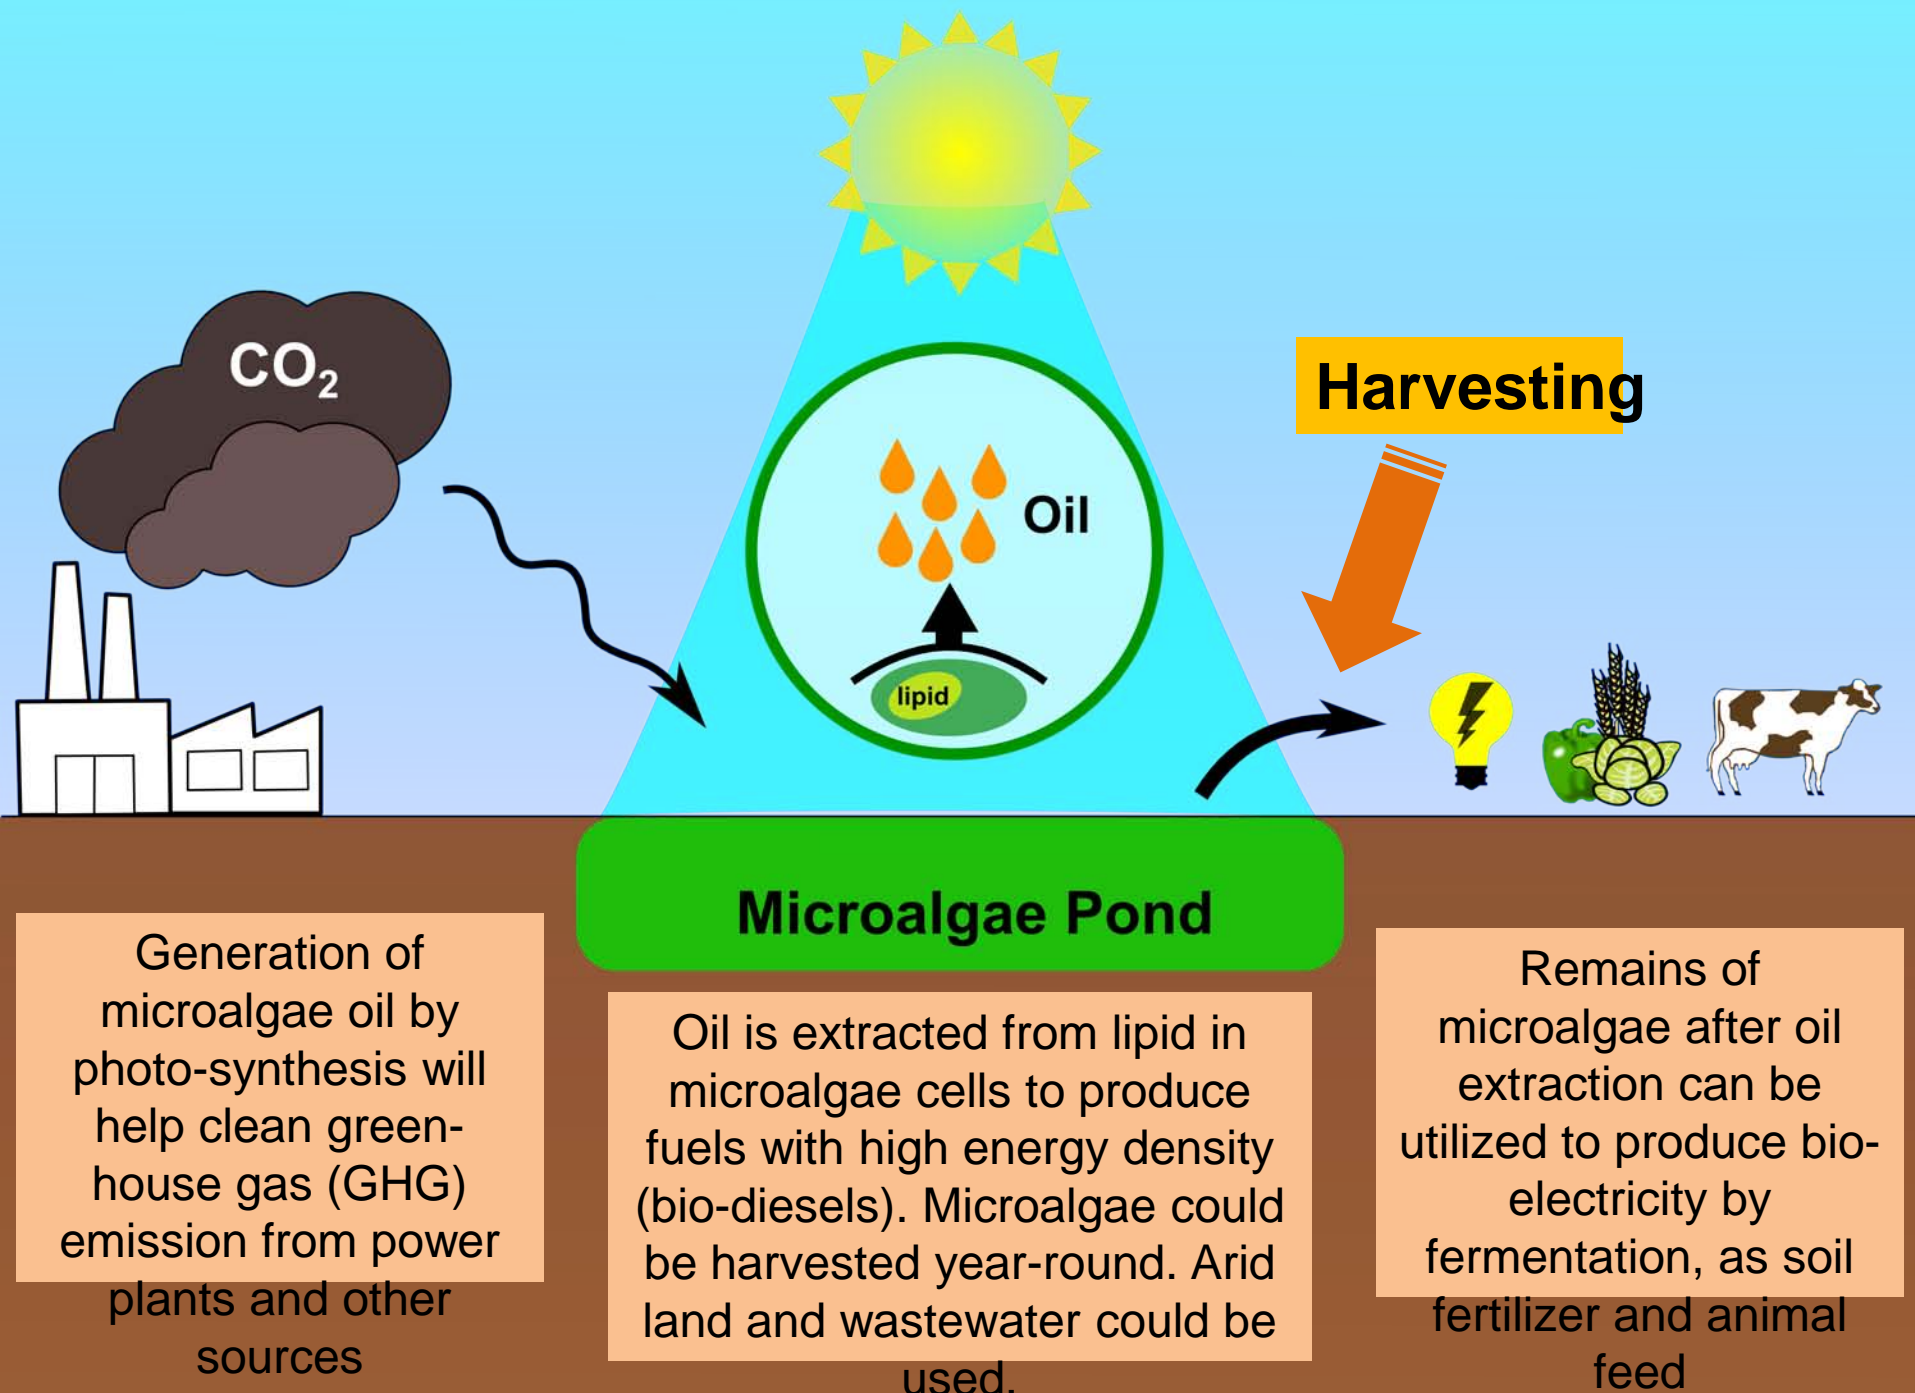 CO₂
Harvesting
Oil
lipid
Microalgae Pond
Generation of
microalgae oil by
photo-synthesis will
help clean green-
house gas (GHG)
emission from power
plants and other
sources
Oil is extracted from lipid in
microalgae cells to produce
fuels with high energy density
(bio-diesels). Microalgae could
be harvested year-round. Arid
land and wastewater could be
used.
Remains of
microalgae after oil
extraction can be
utilized to produce bio-
electricity by
fermentation, as soil
fertilizer and animal
feed